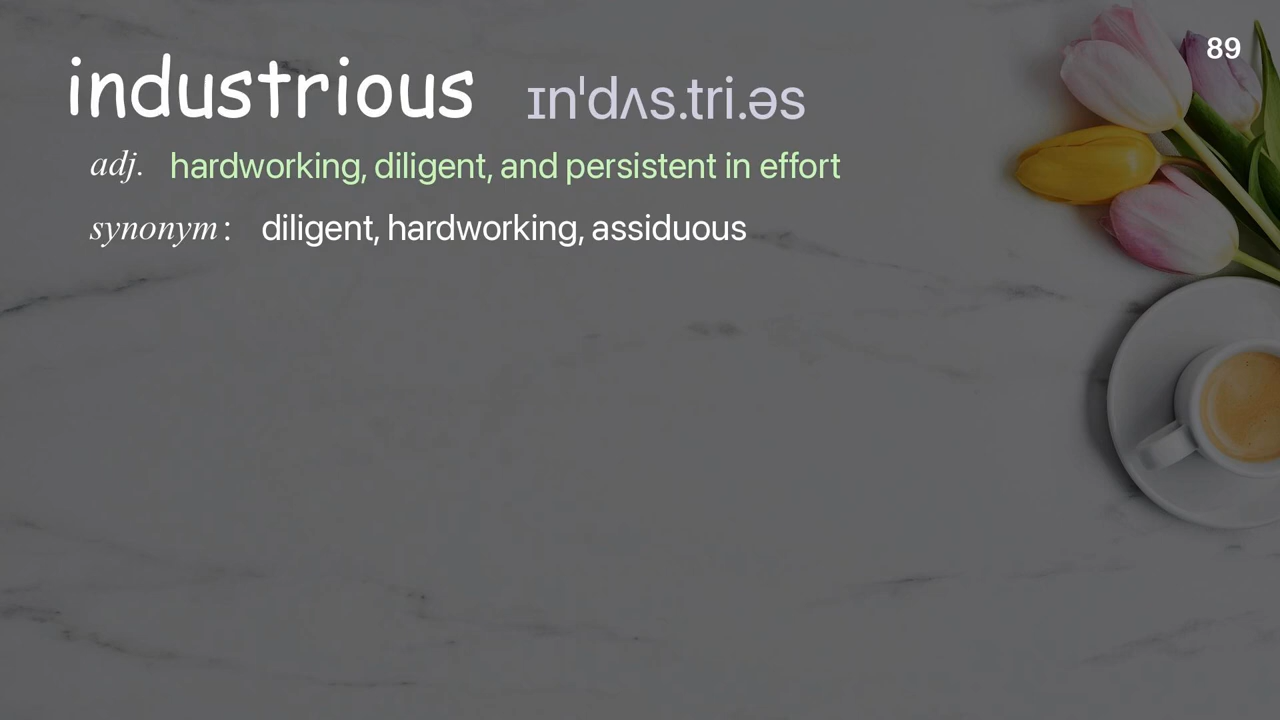 89
industrious ɪnˈdʌs.tri.əs
adj. hardworking, diligent, and persistent in effort
synonym: diligent, hardworking, assiduous